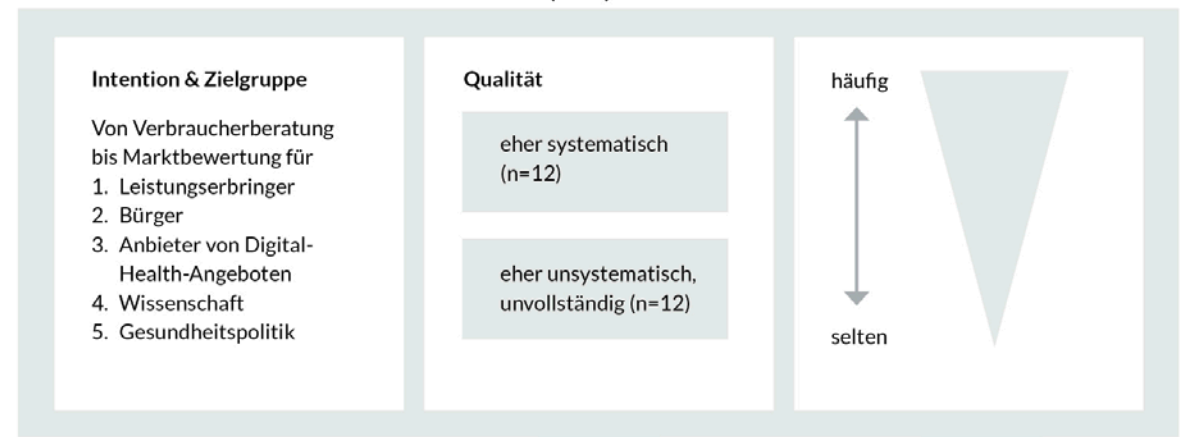 Intention & Zielgruppe
Von Verbraucherberatung
bis Marktbewertung für
1. Leistungserbringer
2. Bürger
3. Anbieter von Digital-
Health-Angeboten
4. Wissenschaft
5. Gesundheitspolitik
Qualität
eher systematisch
(n=12)
eher unsystematisch,
unvollständig (n=12)
häufig
selten